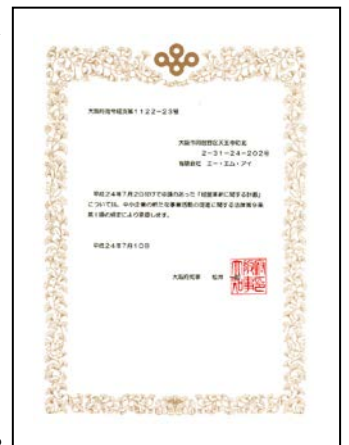 大阪府指令経支第1122-23号
大阪市阿倍野区天王寺町北
2-31-24-202号
有限会社 エー・エム・アイ
平成24年7月2日付けで申請のあった「経営革新に関する計画」
については、中小企業の新たな事業活動の促進に関する法律第9条
第1項の規定により承認します。
平成24年7月10日
大阪府知事 松井